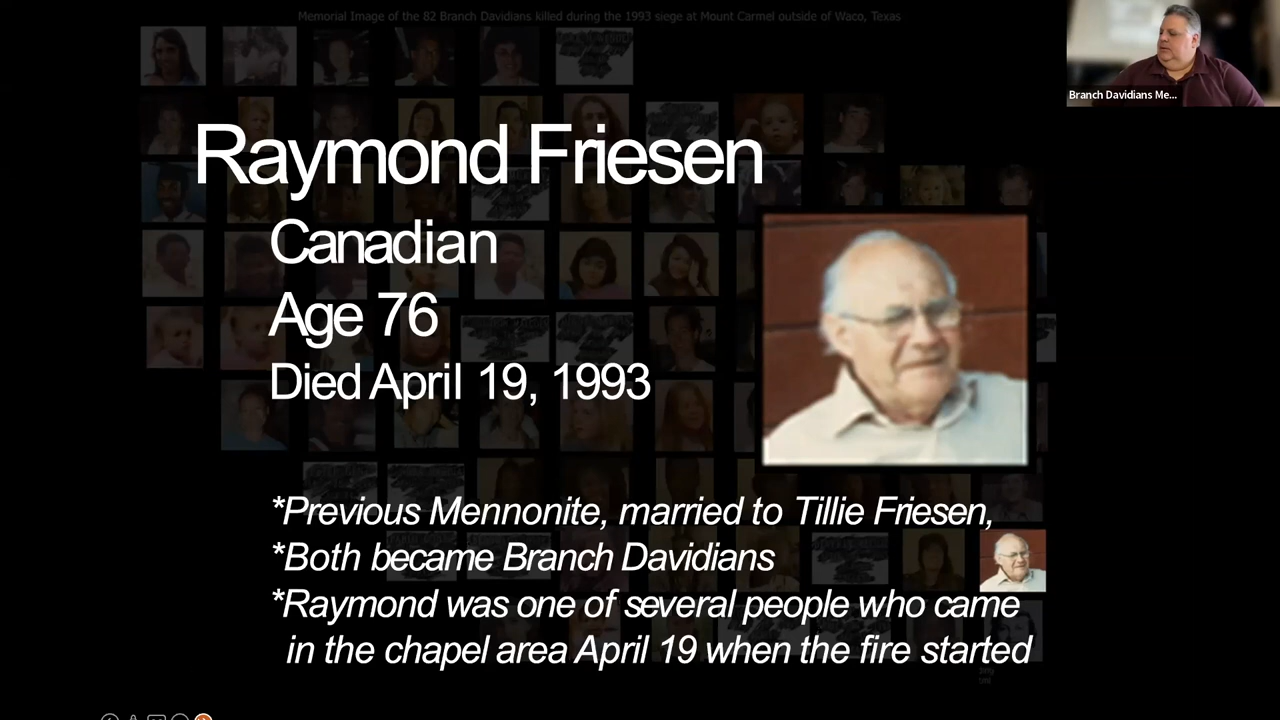 Memorial Image of the 82 Branch Davidians killed during the 1993 siege at Mount Carmel outside of Waco, Texas
Branch Davidians Me...
Raymond Friesen
Canadian
Age 76
Died April 19, 1993
*Previous Mennonite, married to Tillie Friesen,
*Both became Branch Davidians
*Raymond was one of several people who came
in the chapel area April 19 when the fire started